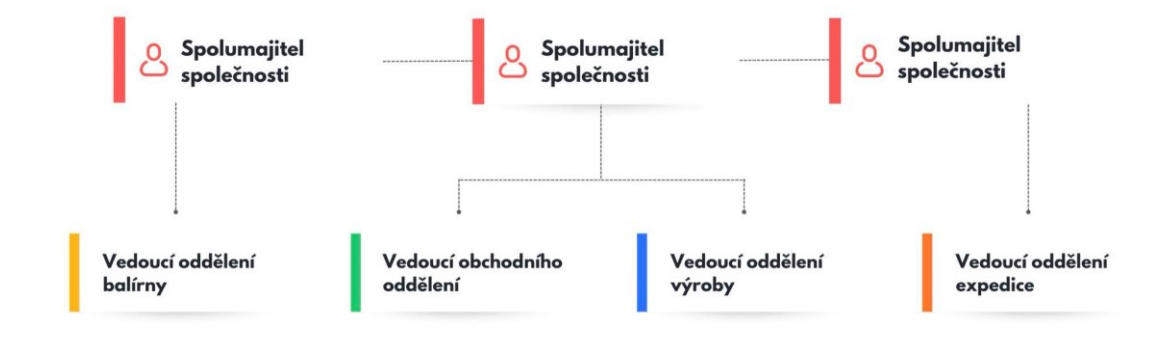 Spolumajitel
společnosti
Spolumajitel
společnosti
Spolumajitel
společnosti
Vedoucí oddělení
balírny
Vedoucí obchodního
oddělení
Vedoucí oddělení
výroby
Vedoucí oddělení
expedice